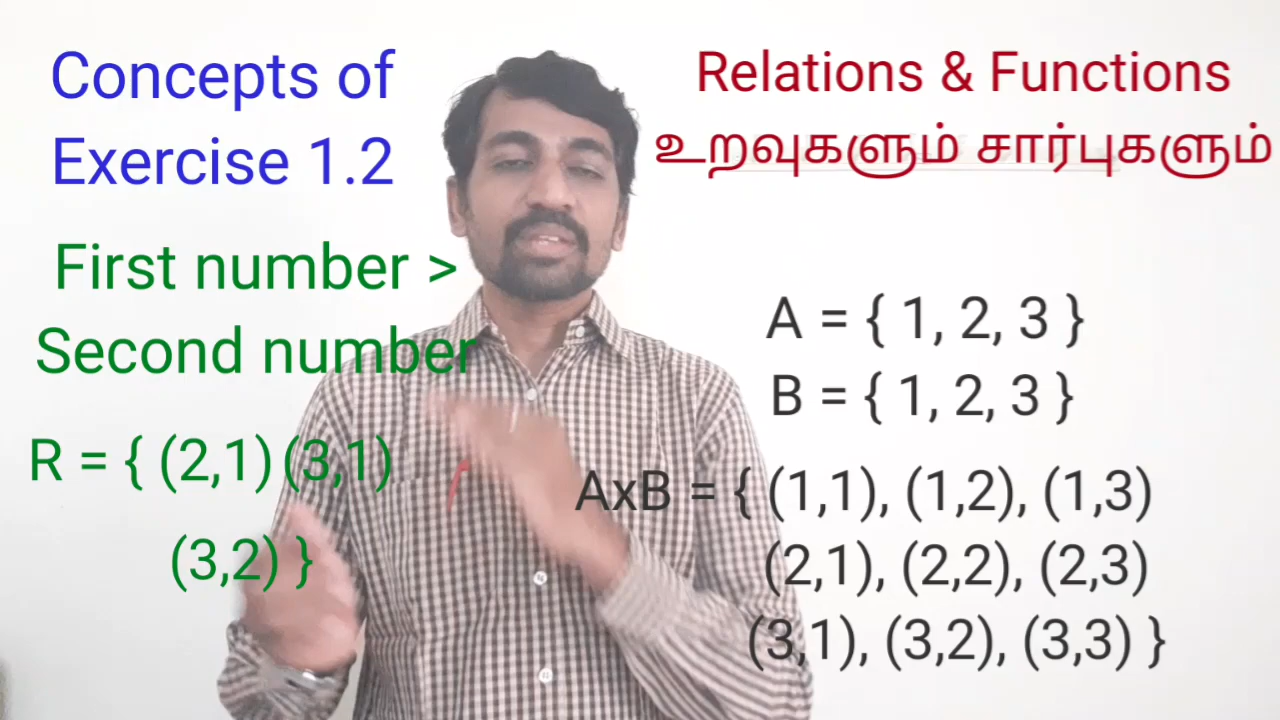 Concepts of
Exercise 1.2
First number >
Second number
R = { (2,1) (3,1)
(3,2) }
Relations & Functions
உறவுகளும் சார்புகளும்
A = { 1, 2, 3 }
B = { 1, 2, 3 }
AxB = { (1,1), (1,2), (1,3)
(2,1), (2,2), (2,3)
(3,1), (3,2), (3,3) }